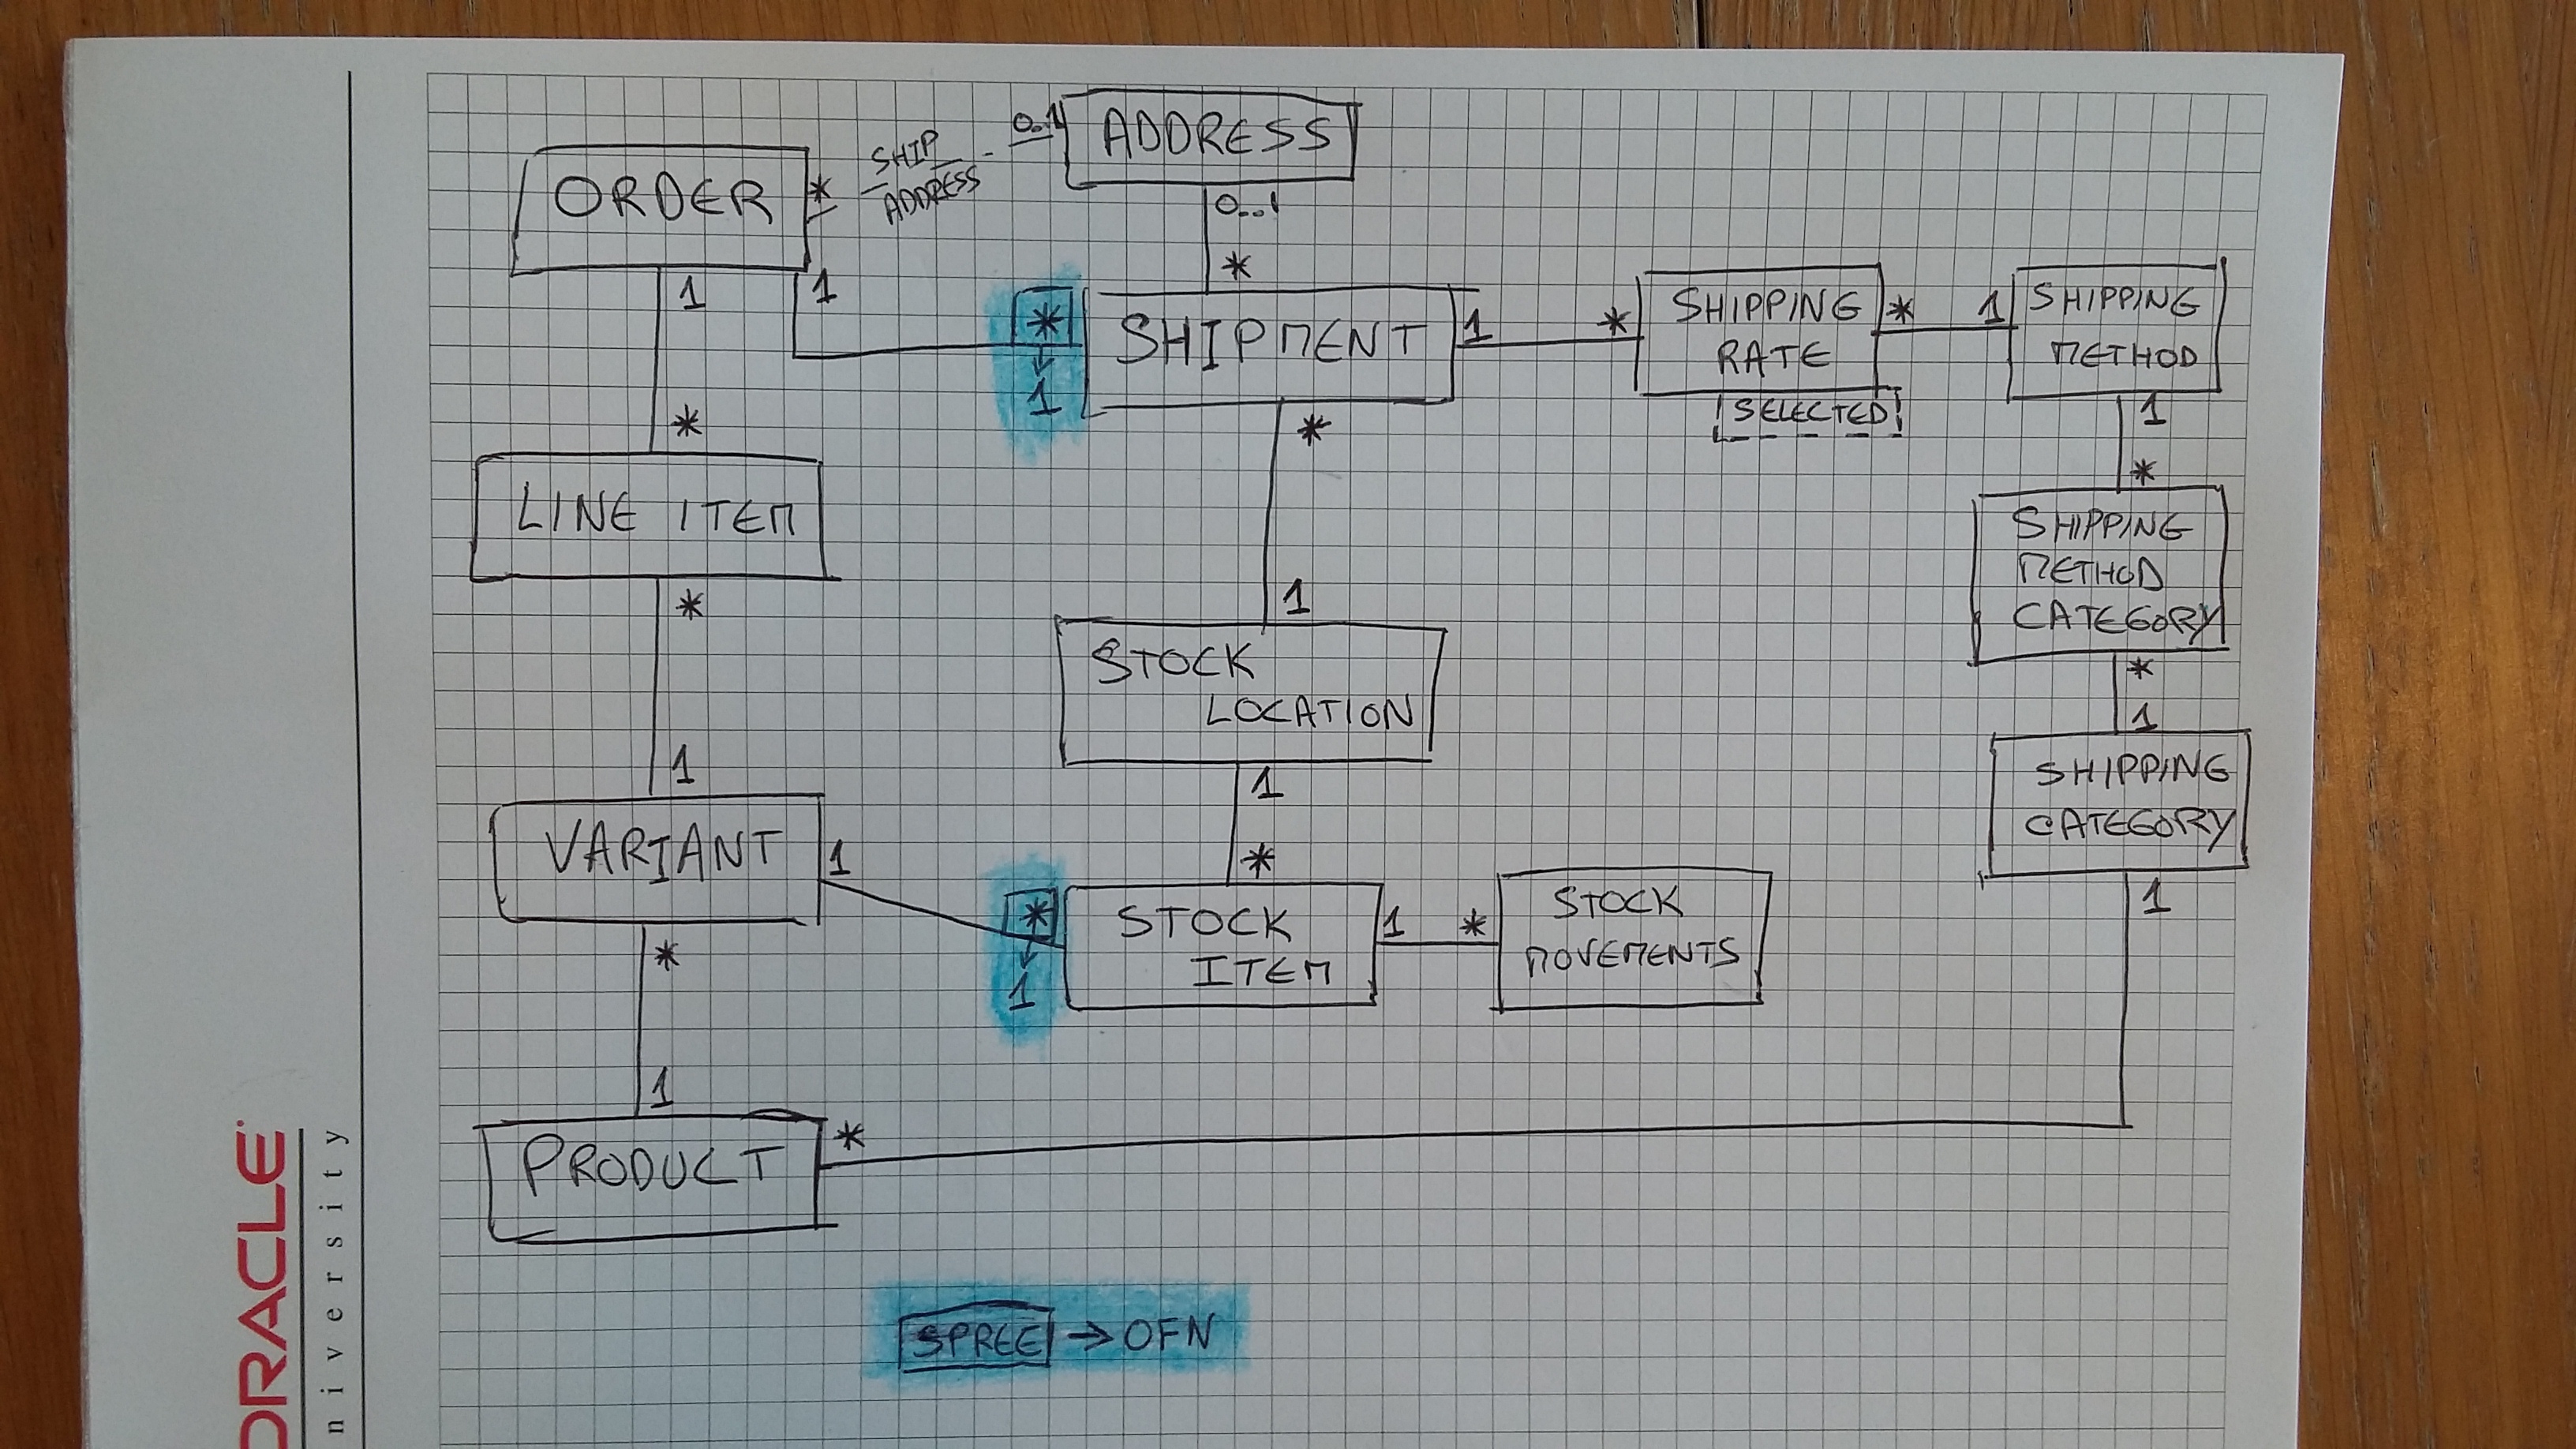 0..1
ADDRESS
SHIP
ADDRESS
ORDER
*
0..1
*
1
1
*
1
SHIPMENT
1
*
SHIPPING
RATE
SELECTED
*
1
SHIPPING
METHOD
1
*
*
LINE ITEM
*
1
SHIPPING
METHOD
CATEGORY
*
1
STOCK
LOCATION
1
*
1
VARIANT
1
*
1
STOCK
ITEM
1
*
STOCK
MOVEMENTS
SHIPPING
CATEGORY
1
*
1
PRODUCT
*
SPREE → OFN
ORACLE
niversity